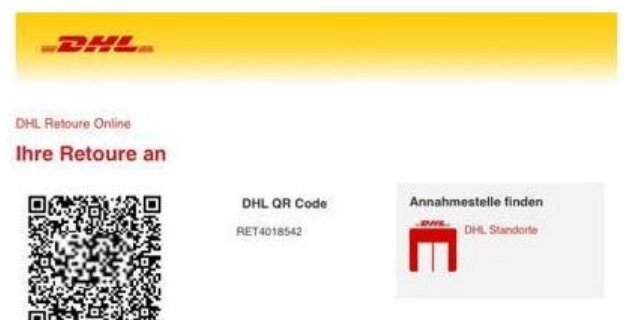 DHL
DHL Retoure Online
Ihre Retoure an
DHL QR Code
RET4018542
Annahmestelle finden
DHL
DHL Standorte